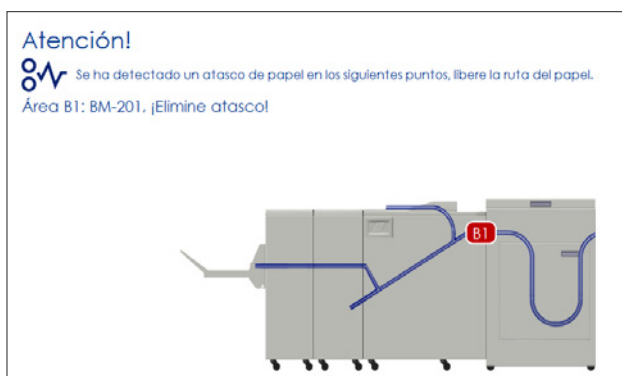 Atención!
Se ha detectado un atasco de papel en los siguientes puntos, libere la ruta del papel.
Área B1: BM-201, ¡Elimine atasco!
B1